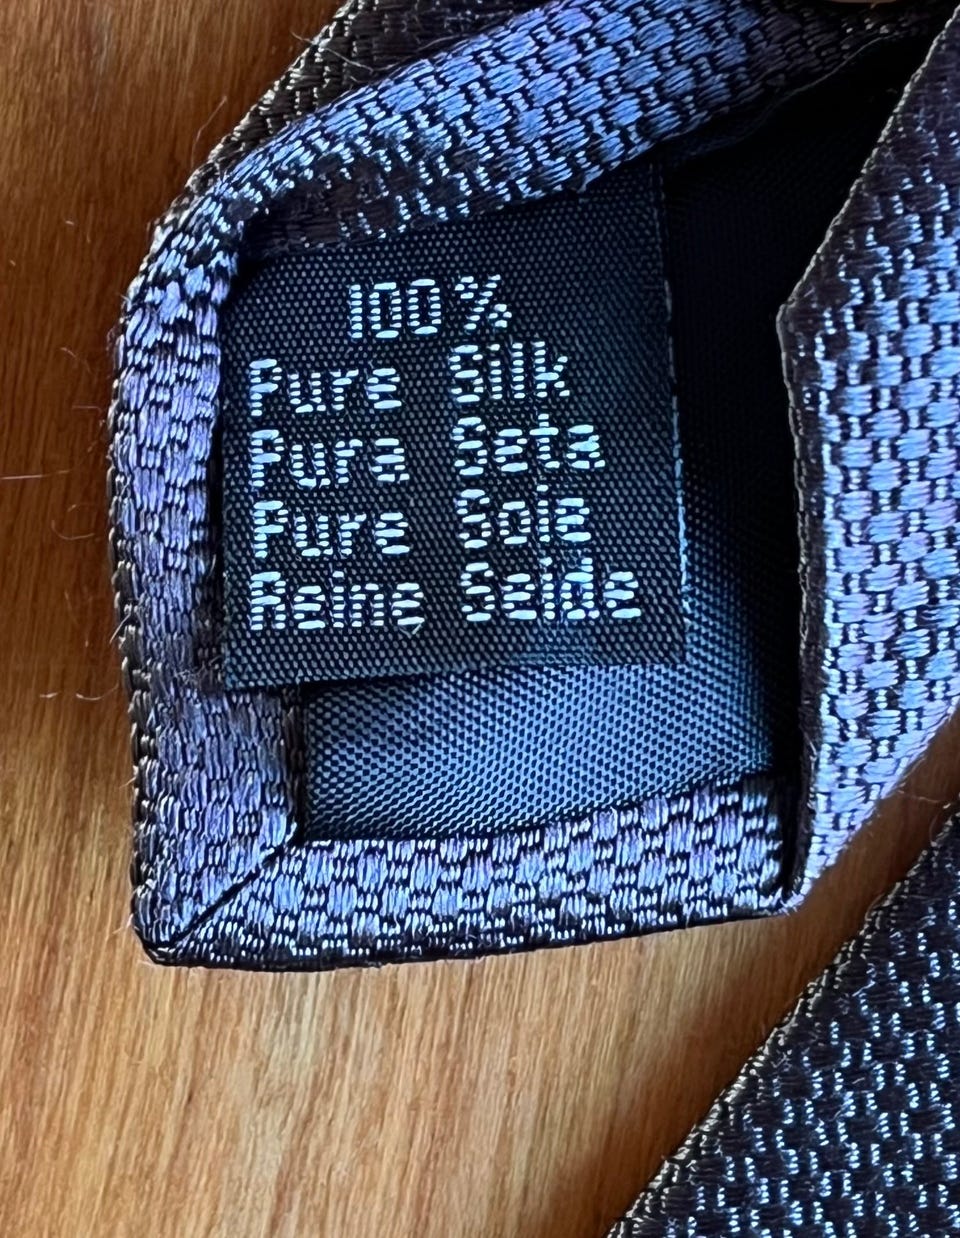 100%
Pure Silk
Pura Seta
Pure Soie
Reine Seide